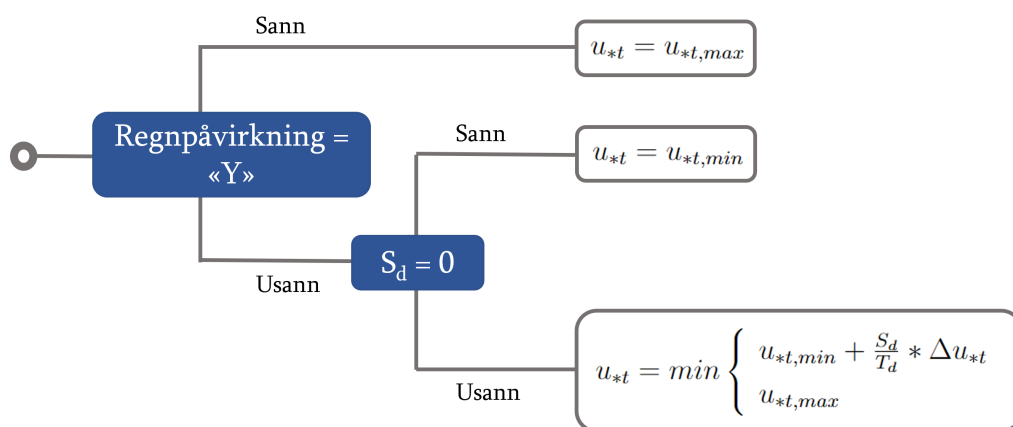 Sann
u_{*t} = u_{*t,max}
Regnpåvirkning =
«Y»
Sann
u_{*t} = u_{*t,min}
Usann
S_d = 0
u_{*t} = min { u_{*t,min} + \frac{S_d}{T_d} * Δu_{*t}
u_{*t,max}
Usann